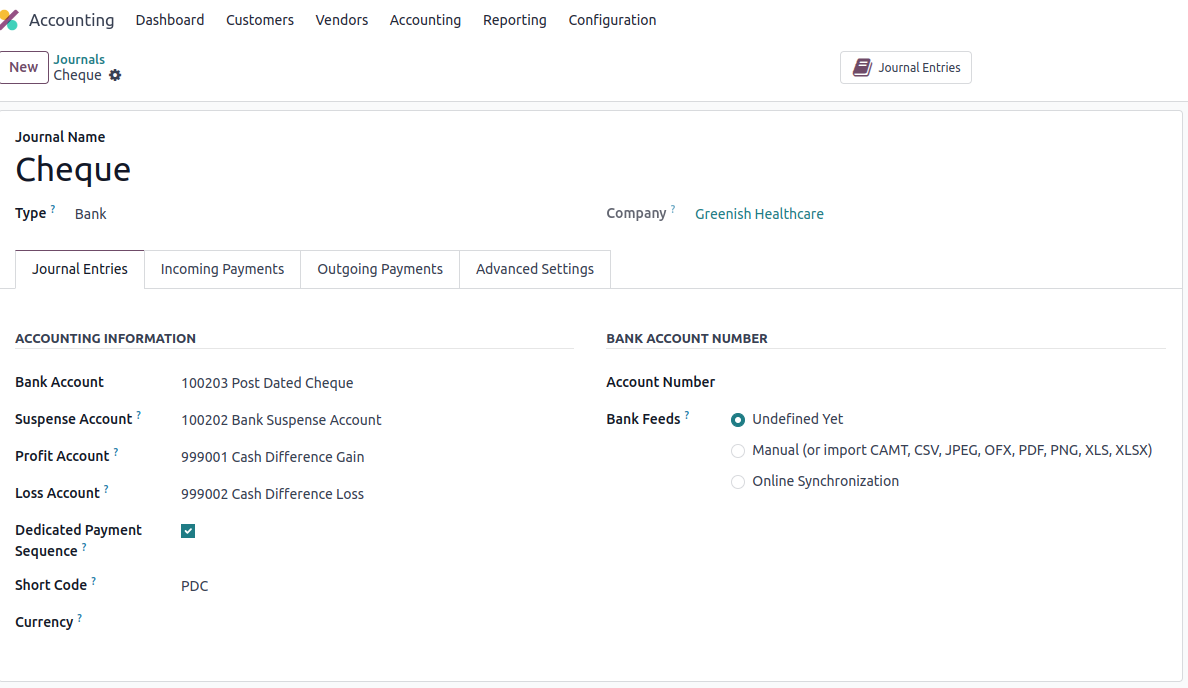 Accounting Dashboard Customers Vendors Accounting Reporting Configuration
New Journals
Cheque
Journal Entries
Journal Name
Cheque
Type ? Bank
Company ? Greenish Healthcare
Journal Entries Incoming Payments Outgoing Payments Advanced Settings
ACCOUNTING INFORMATION
Bank Account 100203 Post Dated Cheque
Suspense Account ? 100202 Bank Suspense Account
Profit Account ? 999001 Cash Difference Gain
Loss Account ? 999002 Cash Difference Loss
Dedicated Payment
Sequence ?
Short Code ? PDC
Currency ?
BANK ACCOUNT NUMBER
Account Number
Bank Feeds ? Undefined Yet
Manual (or import CAMT, CSV, JPEG, OFX, PDF, PNG, XLS, XLSX)
Online Synchronization